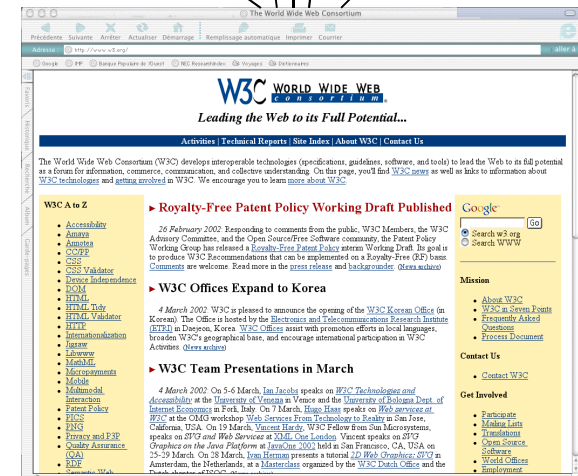 The World Wide Web Consortium
Précédente Suivante Arrêter Actualiser Démarrage Remplissage automatique Imprimer Courrier
Adresse http://www.w3.org/ aller à
Google Banque Populaire de l'Ouest NEC ResearchIndex Voyages Dictionnaires
Favoris
Historique
Recherche
Album
W3C WORLD WIDE WEB
consortium
Leading the Web to its Full Potential...
Activities | Technical Reports | Site Index | About W3C | Contact Us
The World Wide Web Consortium (W3C) develops interoperable technologies (specifications, guidelines, software, and tools) to lead the Web to its full potential
as a forum for information, commerce, communication, and collective understanding. On this page, you'll find W3C news as well as links to information about
W3C technologies and getting involved in W3C. We encourage you to learn more about W3C.
W3C A to Z
Accessibility
Amaya
Annotea
CC/PP
CSS
CSS Validator
Device Independence
DOM
HTML
HTML Tidy
HTML Validator
HTTP
Internationalization
Jigsaw
Libwww
MathML
Micropayments
Mobile
Multimodal
Interaction
Patent Policy
PICS
PNG
Privacy and P3P
Quality Assurance
(QA)
RDF
Semantic Web
Royalty-Free Patent Policy Working Draft Published
26 February 2002: Responding to comments from the public, W3C Members, the W3C
Advisory Committee, and the Open Source/Free Software community, the Patent Policy
Working Group has released a Royalty-Free Patent Policy interim Working Draft. Its goal is
to produce W3C Recommendations that can be implemented on a Royalty-Free (RF) basis.
Comments are welcome. Read more in the press release and backgrounder. (News archive)
W3C Offices Expand to Korea
4 March 2002: W3C is pleased to announce the opening of the W3C Korean Office (in
Korean). The Office is hosted by the Electronics and Telecommunications Research Institute
(ETRI) in Daejeon, Korea. W3C Offices assist with promotion efforts in local languages,
broaden W3C's geographical base, and encourage international participation in W3C
Activities. (News archive)
W3C Team Presentations in March
4 March 2002: On 5-6 March, Ian Jacobs speaks on W3C Technologies and
Accessibility at the University of Venezia in Venice and the University of Bologna Dept. of
Internet Economics in Forlì, Italy. On 7 March, Hugo Haas speaks on Web services at
W3C at the OMG workshop Web Services From Technology to Reality in San Jose,
California, USA. On 19 March, Vincent Hardy, W3C Fellow from Sun Microsystems,
speaks on SVG and Web Services at XML One London. Vincent speaks on SVG
Graphics on the Java Platform at JavaOne 2002 held in San Francisco, CA, USA on
25-29 March. On 28 March, Ivan Herman presents a tutorial 2D Web Graphics: SVG in
Amsterdam, the Netherlands, at a Masterclass organized by the W3C Dutch Office and the
Google
Go
Search w3.org
Search WWW
Mission
About W3C
W3C in Seven Points
Frequently Asked
Questions
Process Document
Contact Us
Contact W3C
Get Involved
Participate
Mailing Lists
Translations
Open Source
Software
World Offices
Employment